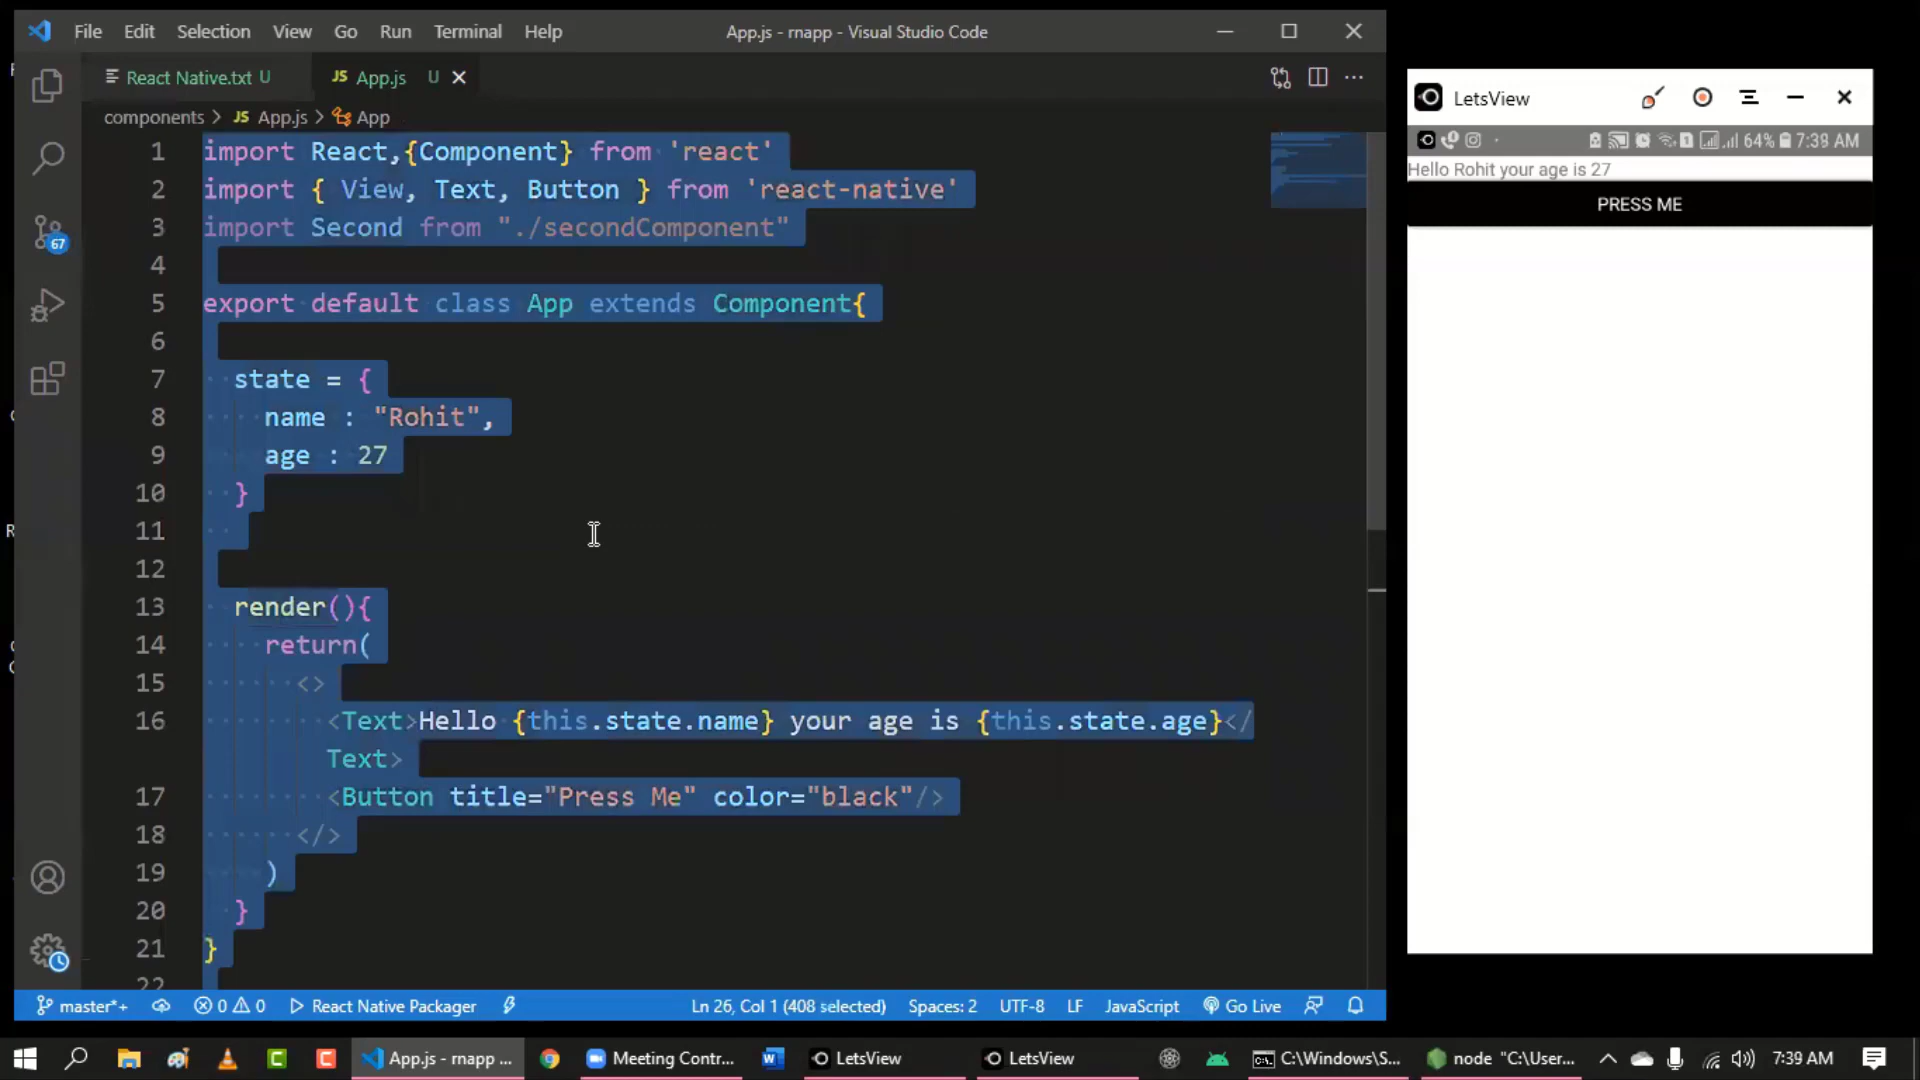 File Edit Selection View Go Run Terminal Help App.js - rnapp - Visual Studio Code
React Native.txt U JS App.js U
components > JS App.js > App
1 import React,{Component} from 'react'
2 import { View, Text, Button } from 'react-native'
3 import Second from "./secondComponent"
4
5 export default class App extends Component{
6
7 state = {
8 name : "Rohit",
9 age : 27
10 }
11
12
13 render(){
14 return(
15 <>
16 <Text>Hello {this.state.name} your age is {this.state.age}</
Text>
17 <Button title="Press Me" color="black"/>
18 </>
19 )
20 }
21 }
22
67
master*+ 0 0 React Native Packager Ln 26, Col 1 (408 selected) Spaces: 2 UTF-8 LF JavaScript Go Live
LetsView
64% 7:39 AM
Hello Rohit your age is 27
PRESS ME
App.js - rnapp ... Meeting Contr... LetsView LetsView C:\Windows\S... node "C:\User... 7:39 AM